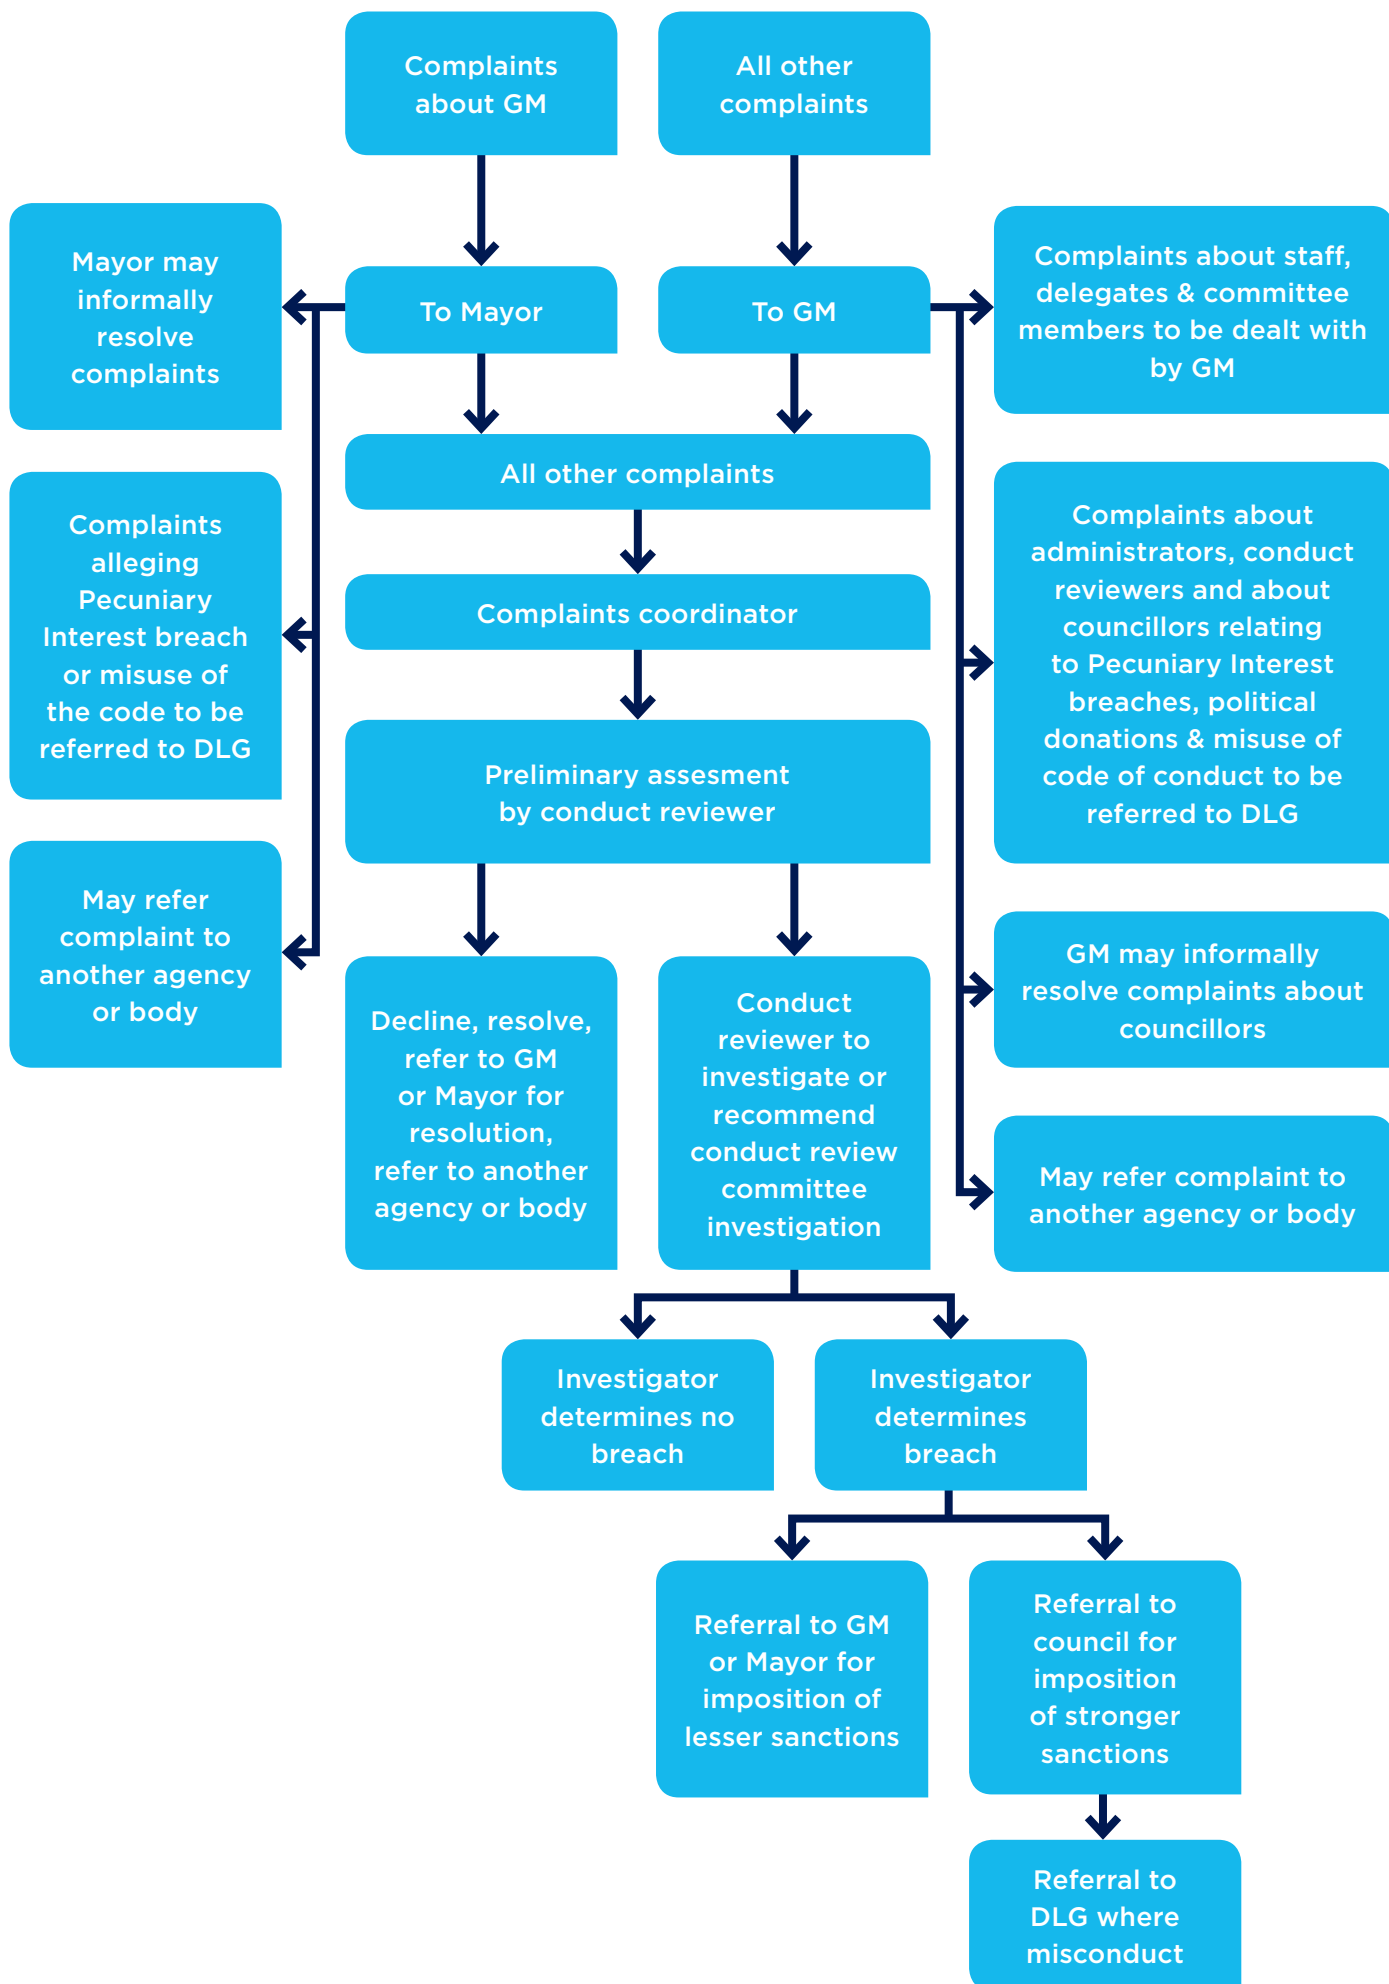 Complaints
about GM
All other
complaints
Mayor may
informally
resolve
complaints
To Mayor
To GM
Complaints about staff,
delegates & committee
members to be dealt with
by GM
All other complaints
Complaints
alleging
Pecuniary
Interest breach
or misuse of
the code to be
referred to DLG
Complaints coordinator
Complaints about
administrators, conduct
reviewers and about
councillors relating
to Pecuniary Interest
breaches, political
donations & misuse of
code of conduct to be
referred to DLG
Preliminary assesment
by conduct reviewer
May refer
complaint to
another agency
or body
Decline, resolve,
refer to GM
or Mayor for
resolution,
refer to another
agency or body
Conduct
reviewer to
investigate or
recommend
conduct review
committee
investigation
GM may informally
resolve complaints about
councillors
May refer complaint to
another agency or body
Investigator
determines no
breach
Investigator
determines
breach
Referral to GM
or Mayor for
imposition of
lesser sanctions
Referral to
council for
imposition
of stronger
sanctions
Referral to
DLG where
misconduct